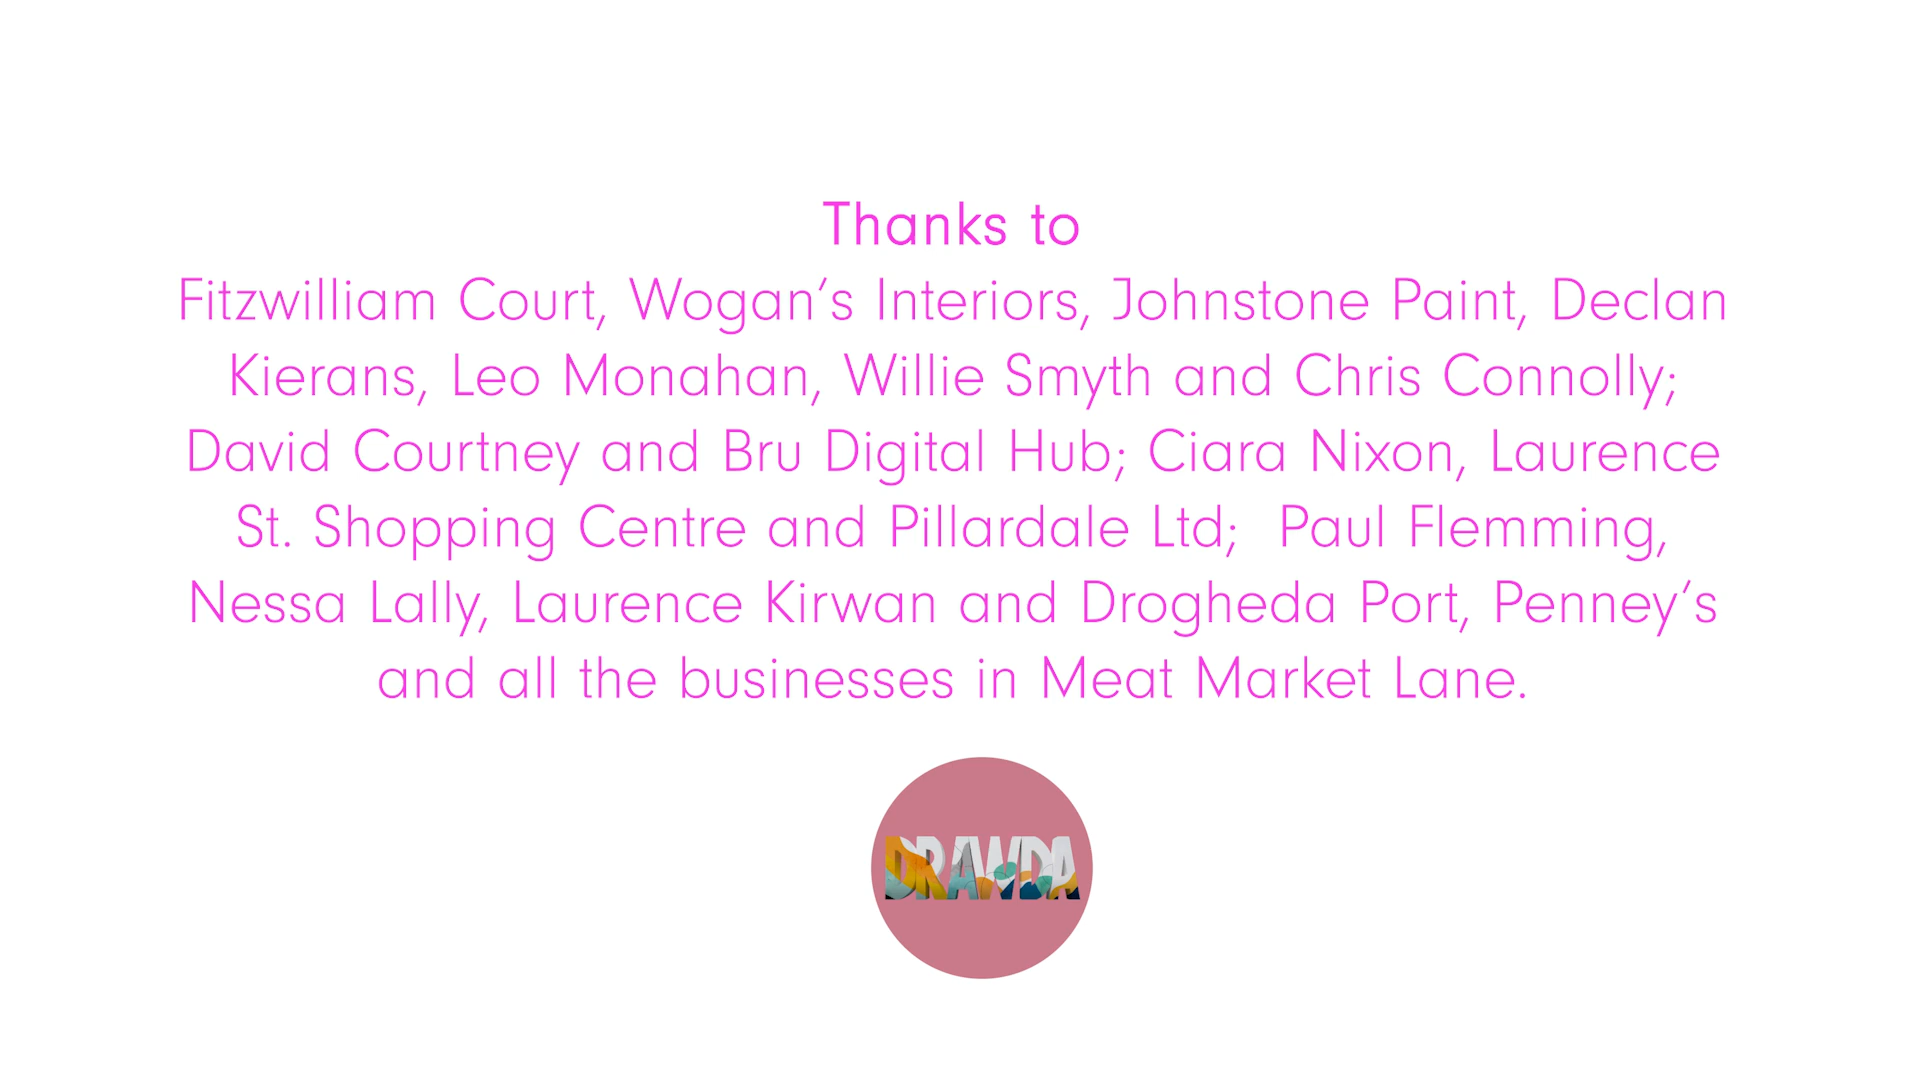 Thanks to
Fitzwilliam Court, Wogan’s Interiors, Johnstone Paint, Declan
Kierans, Leo Monahan, Willie Smyth and Chris Connolly;
David Courtney and Bru Digital Hub; Ciara Nixon, Laurence
St. Shopping Centre and Pillardale Ltd;  Paul Flemming,
Nessa Lally, Laurence Kirwan and Drogheda Port, Penney’s
and all the businesses in Meat Market Lane.
DRAWDA